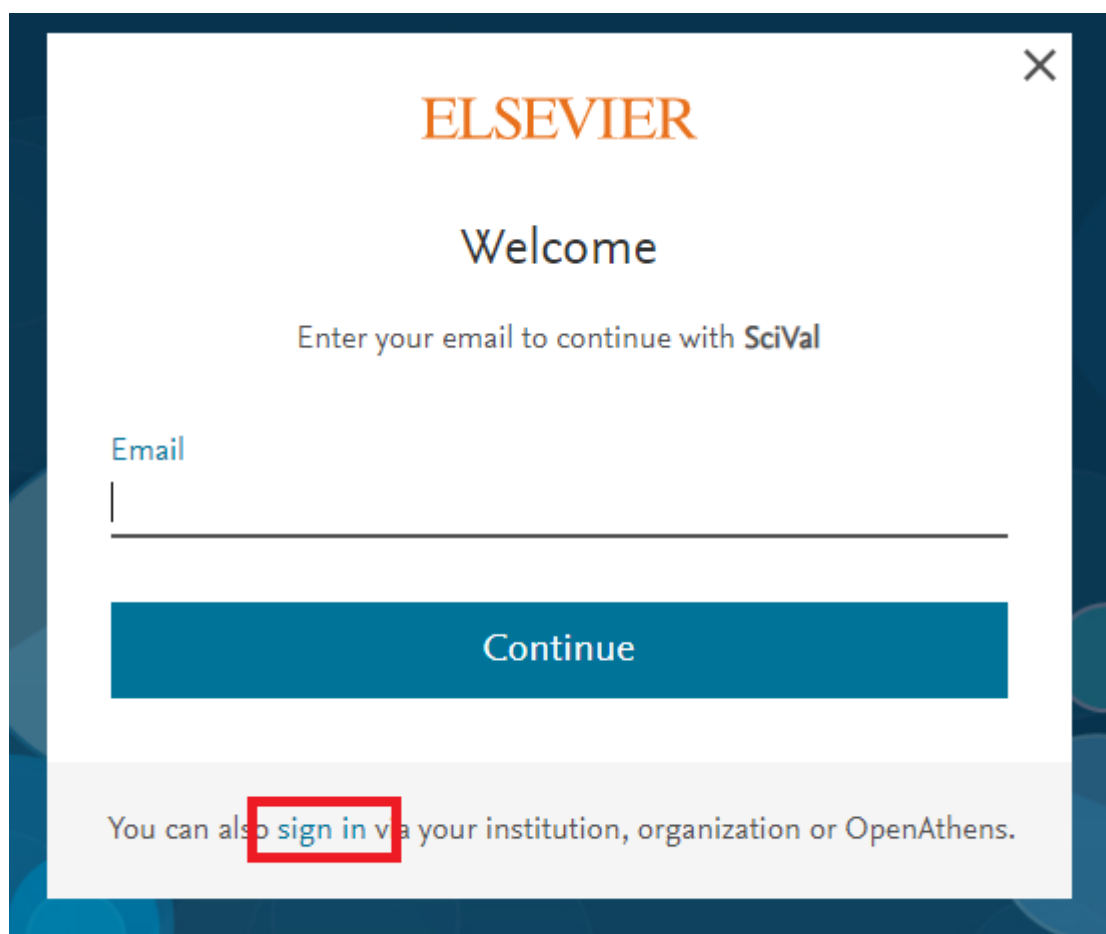 ELSEVIER
Welcome
Enter your email to continue with SciVal
Email
Continue
You can also sign in via your institution, organization or OpenAthens.